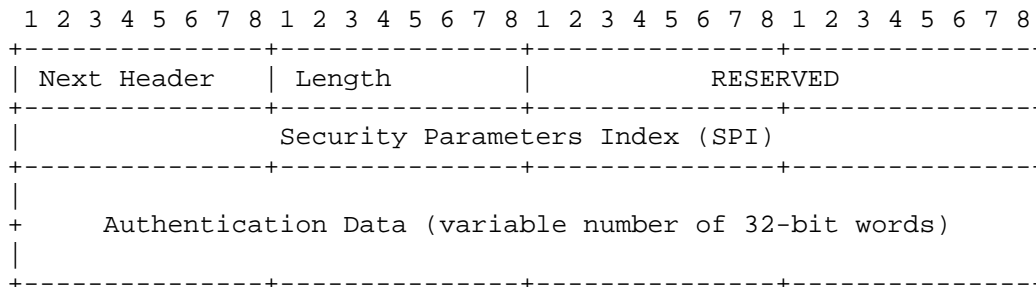 1 2 3 4 5 6 7 8 1 2 3 4 5 6 7 8 1 2 3 4 5 6 7 8 1 2 3 4 5 6 7 8
+---------------+---------------+---------------+---------------
| Next Header | Length | RESERVED
+---------------+---------------+---------------+---------------
| Security Parameters Index (SPI)
+---------------+---------------+---------------+---------------
|
+ Authentication Data (variable number of 32-bit words)
|
+---------------+---------------+---------------+---------------